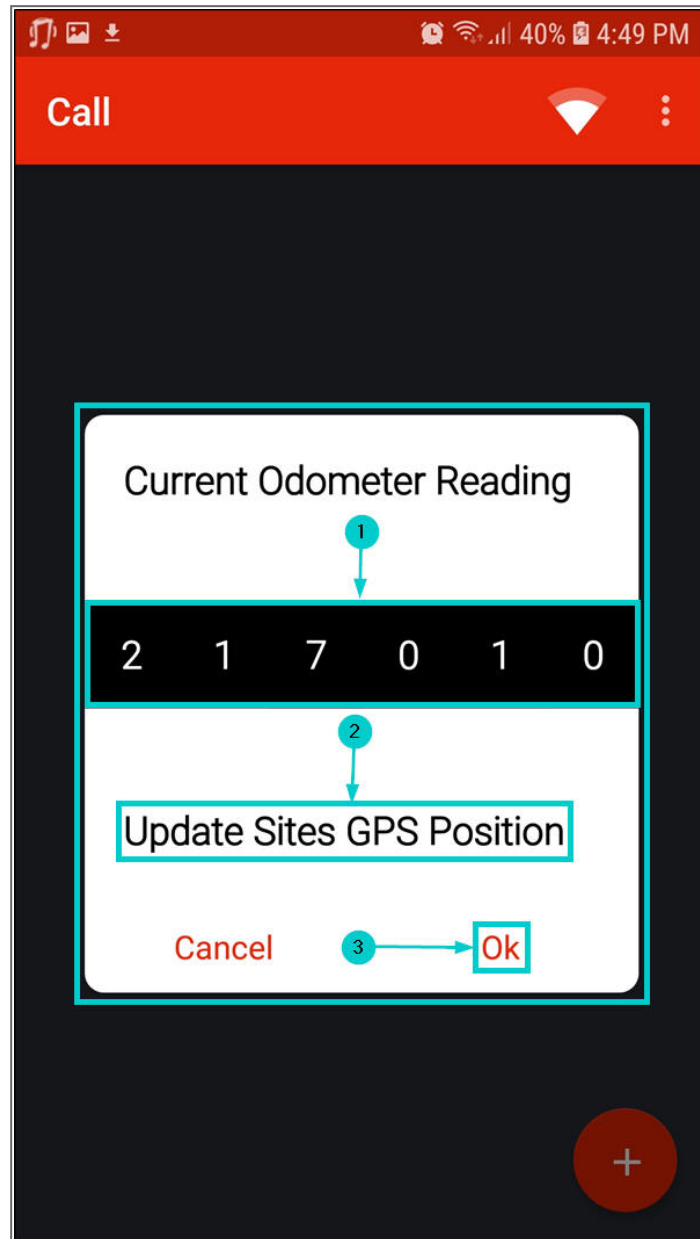 40% 4:49 PM
Call
Current Odometer Reading
1
2 1 7 0 1 0
2
Update Sites GPS Position
Cancel 3 Ok
+